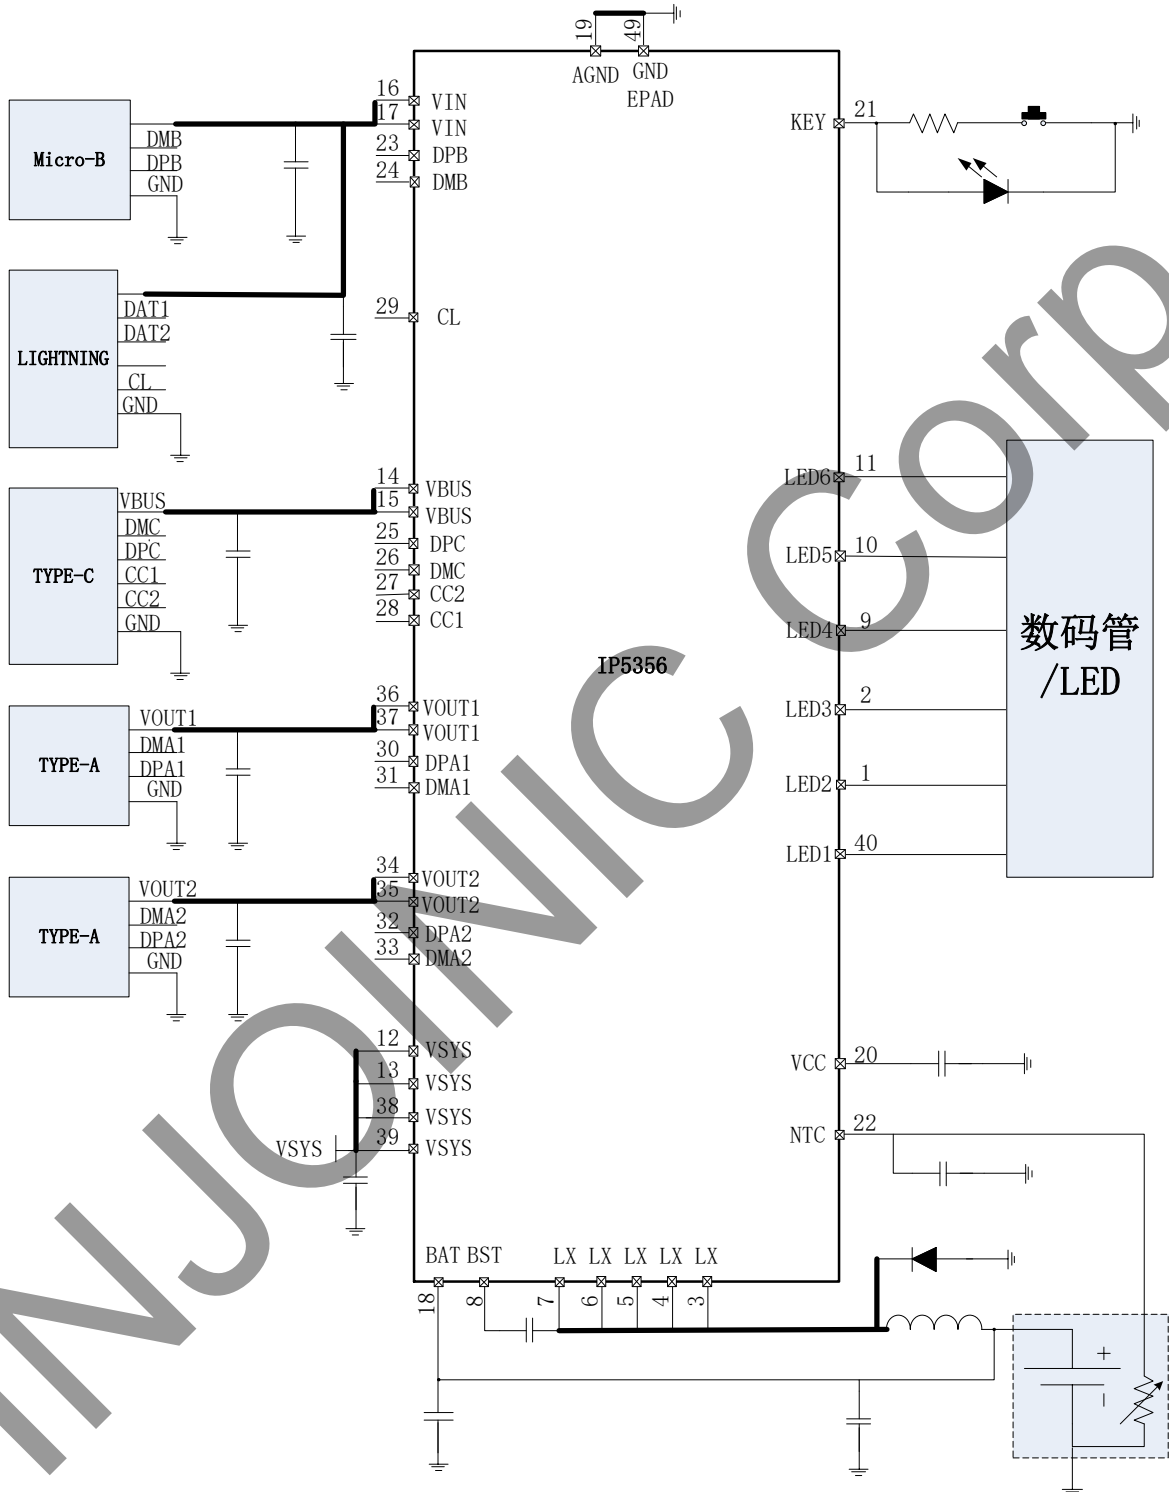 19
49
AGND
GND
EPAD
Micro-B
DMB
DPB
GND
16
VIN
17
VIN
23
DPB
24
DMB
KEY
21
LIGHTNING
DAT1
DAT2
CL
GND
29
CL
TYPE-C
VBUS
DMC
DPC
CC1
CC2
GND
14
VBUS
15
VBUS
25
DPC
26
DMC
27
CC2
28
CC1
LED6
11
LED5
10
LED4
9
LED3
2
LED2
1
LED1
40
数码管
/LED
IP5356
TYPE-A
VOUT1
DMA1
DPA1
GND
36
VOUT1
37
VOUT1
30
DPA1
31
DMA1
TYPE-A
VOUT2
DMA2
DPA2
GND
34
VOUT2
35
VOUT2
32
DPA2
33
DMA2
12
VSYS
13
VSYS
38
VSYS
39
VSYS
VSYS
VCC
20
NTC
22
BAT
BST
LX
LX
LX
LX
LX
18
8
7
6
5
4
3
+
-
INJOINIC Corp